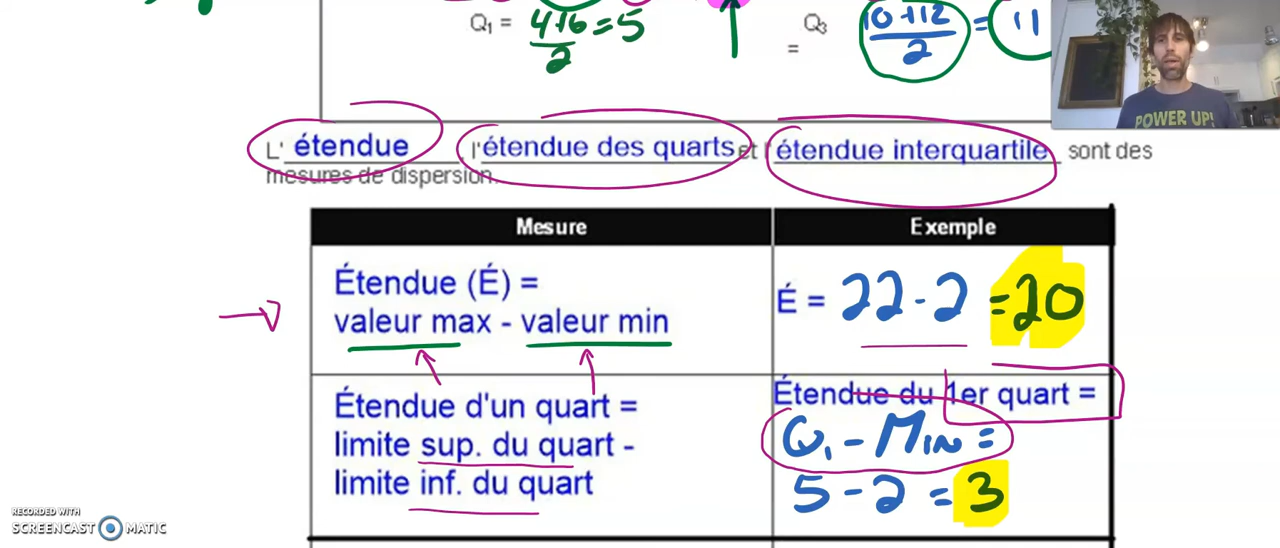 Q₁ = 4+6/2 = 5
Q₃ = 10+12/2 = 11
POWER UP!
L' étendue, l'étendue des quarts et l'étendue interquartile sont des
mesures de dispersion.
Mesure
Exemple
Étendue (É) =
valeur max - valeur min
É = 22 - 2 = 20
Étendue d'un quart =
limite sup. du quart -
limite inf. du quart
Étendue du 1er quart =
Q₁ - Min =
5 - 2 = 3
RECORDED WITH
SCREENCAST MATIC